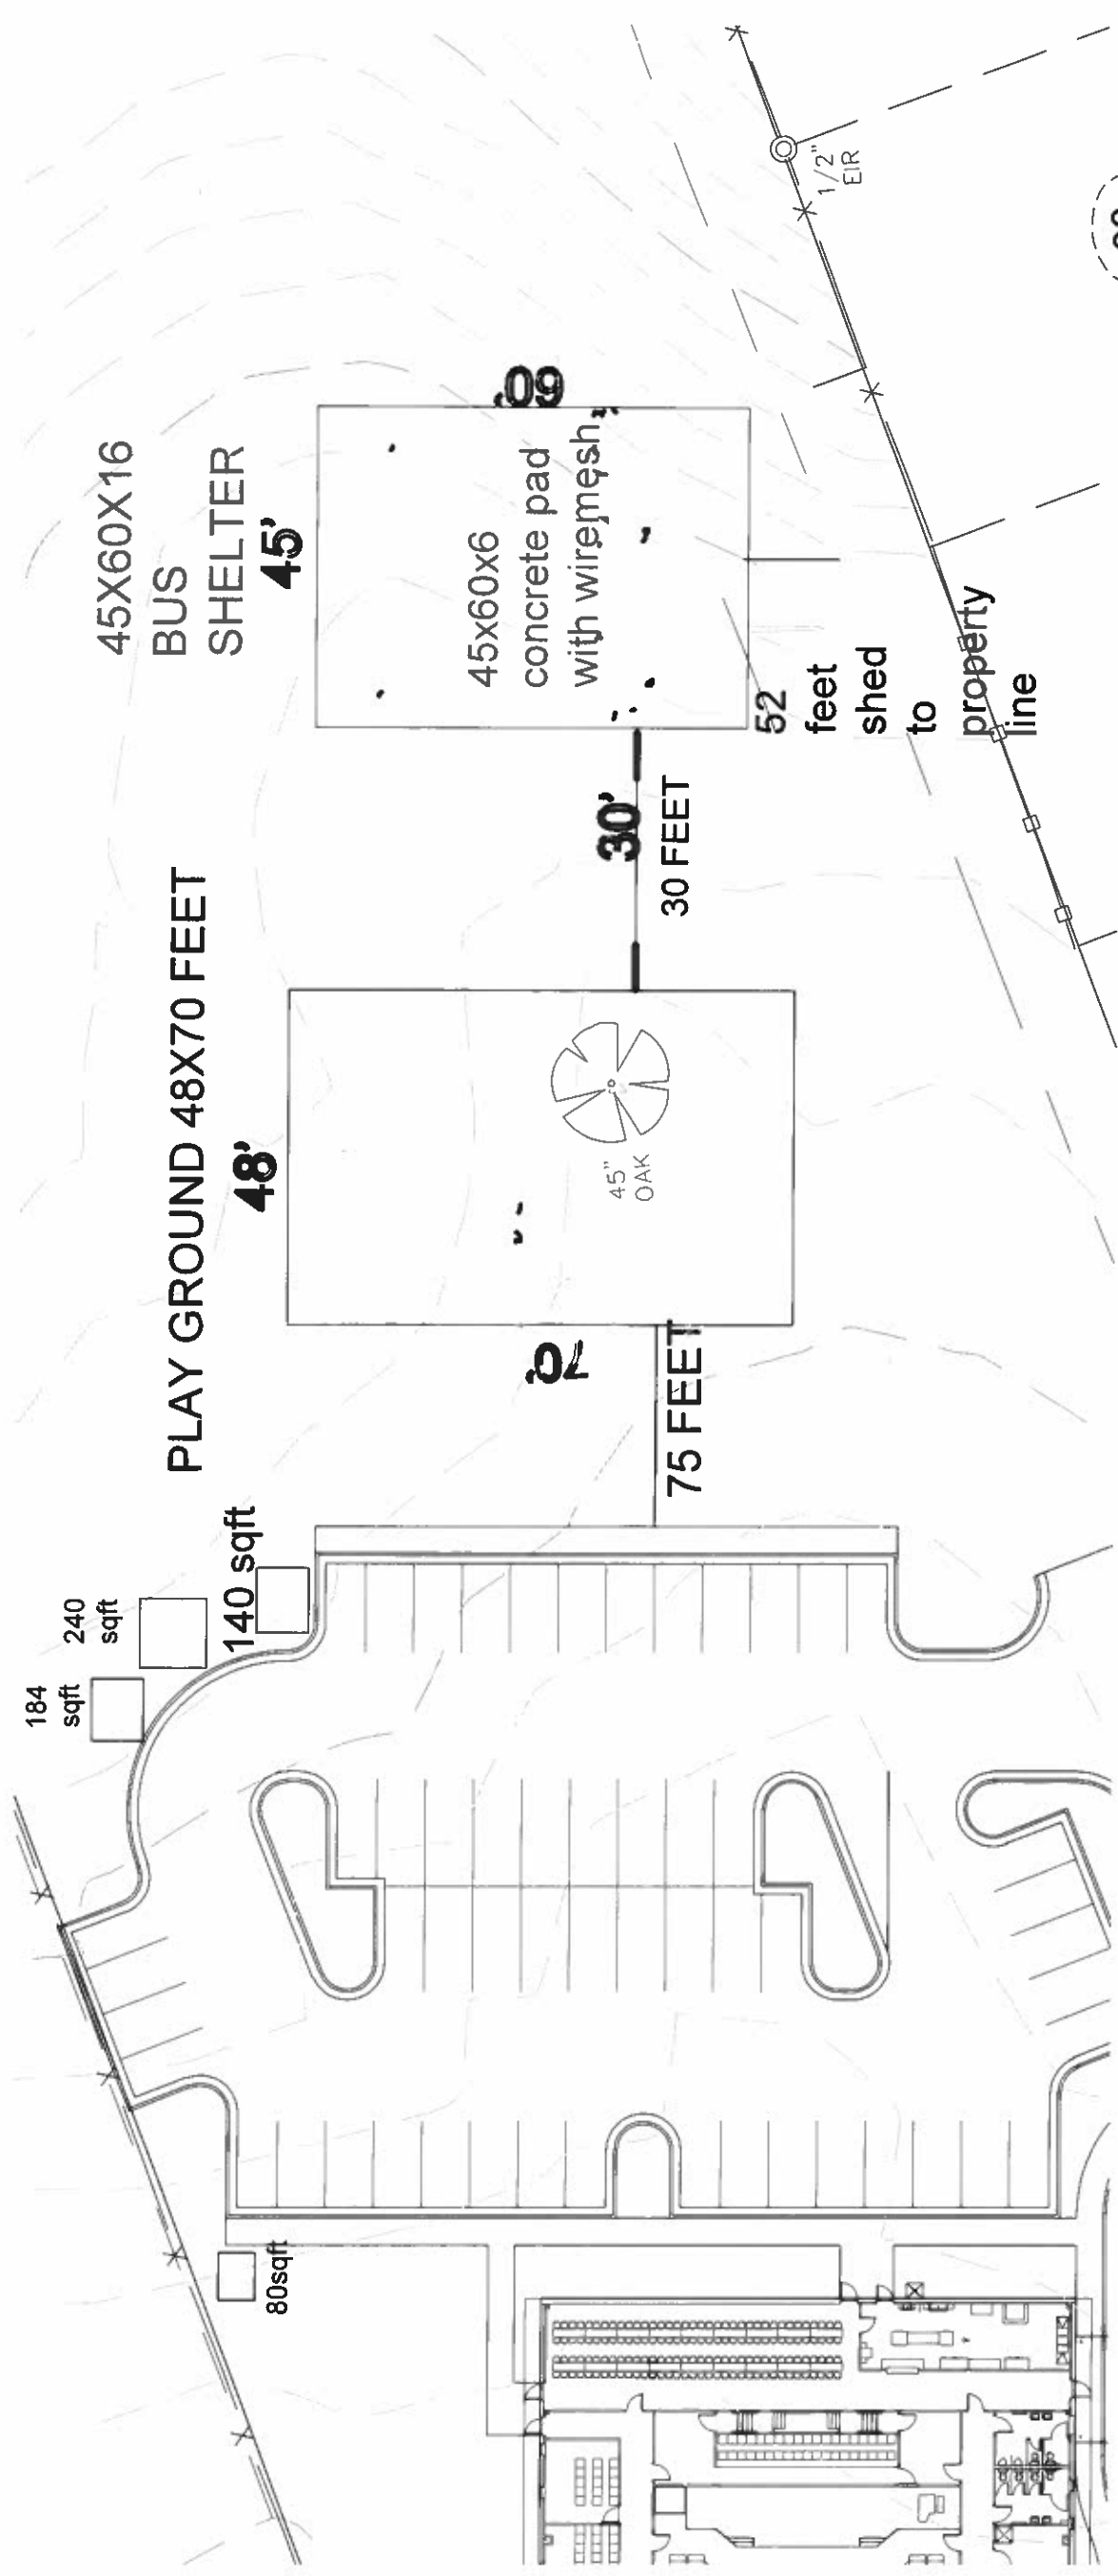 45X60X16
BUS
SHELTER
45'
60'
45x60x6
concrete pad
with wiremesh
52
feet
shed
to
property
line
1/2"
EIR
30'
30 FEET
PLAY GROUND 48X70 FEET
48'
70'
45"
OAK
75 FEET
240
sqft
140 sqft
184
sqft
80sqft